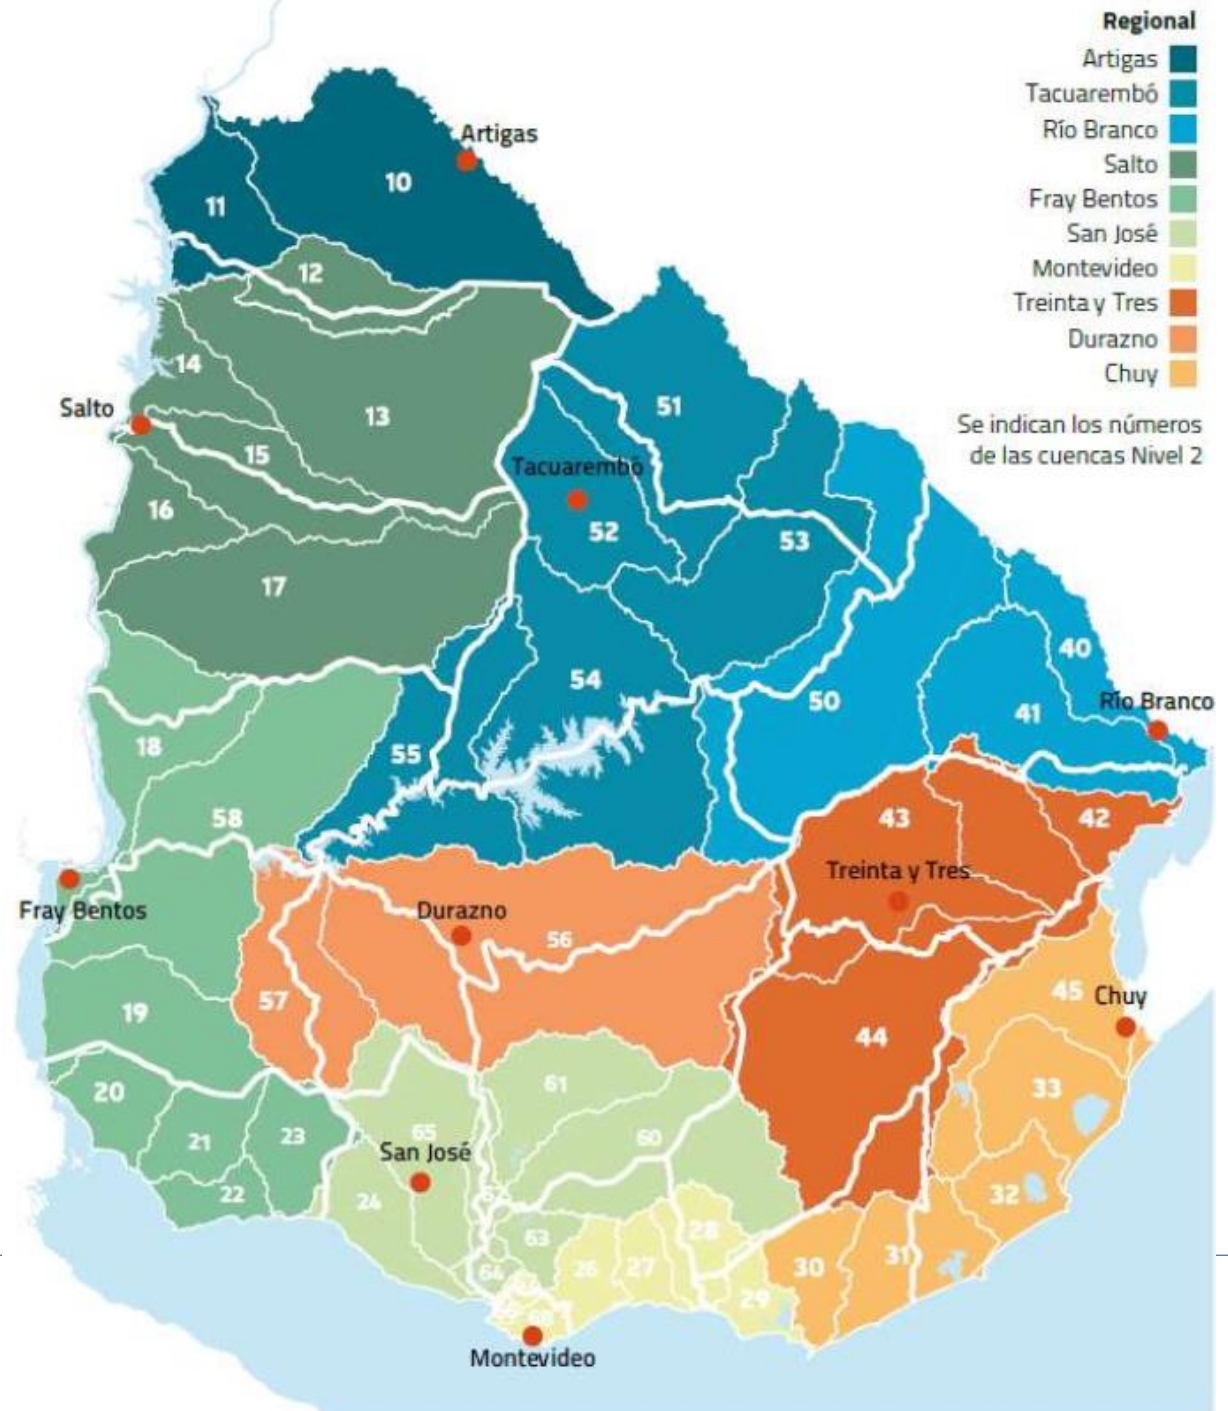 Regional
Artigas
Tacuarembó
Río Branco
Salto
Fray Bentos
San José
Montevideo
Treinta y Tres
Durazno
Chuy
Se indican los números
de las cuencas Nivel 2
Artigas
10
11
12
14
51
Salto
13
15
Tacuarembó
16
52
53
17
40
54
50
Río Branco
41
18
55
58
43
42
Treinta y Tres
Fray Bentos
Durazno
56
57
45
Chuy
19
44
61
33
20
65
60
21
23
San José
62
22
24
32
28
63
31
26
27
30
64
29
Montevideo